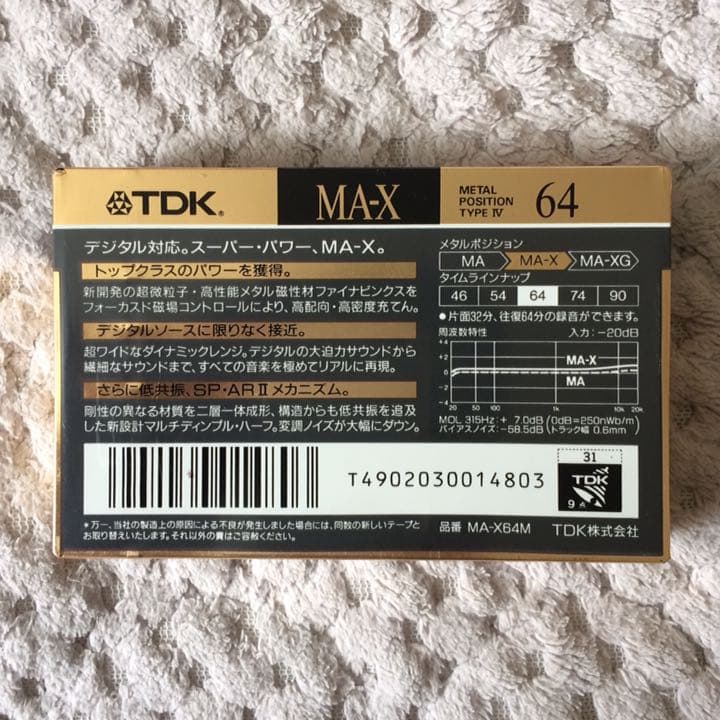 TDK®
MA-X
METAL
POSITION
TYPE IV
64
デジタル対応。スーパー・パワー、MA-X。
トップクラスのパワーを獲得。
新開発の超微粒子・高性能メタル磁性材ファイナビンクスを
フォーカスド磁場コントロールにより、高配向・高密度充てん。
デジタルソースに限りなく接近。
超ワイドなダイナミックレンジ。デジタルの大迫力サウンドから
繊細なサウンドまで、すべての音楽を極めてリアルに再現。
さらに低共振、SP・AR II メカニズム。
剛性の異なる材質を二層一体成形、構造からも低共振を追及
した新設計マルチディンプル・ハーフ。変調ノイズが大幅にダウン。
メタルポジション
MA MA-X MA-XG
タイムラインナップ
46 54 64 74 90
●片面32分、往復64分の録音ができます。
周波数特性 入力:-20dB
+4
+2
0
-2
-4
MA-X
MA
20 50 100 1k 10k 20k
MOL 315Hz:+ 7.0dB (0dB=250nWb/m)
バイアスノイズ:-58.5dB (トラック幅 0.6mm)
T4902030014803
31
TDK
9 点
*万一、当社の製造上の原因による不良が発生しました場合には、同数の新しいテープと
お取り替えいたします。それ以外の責はご容赦ください。
品番 MA-X64M TDK株式会社